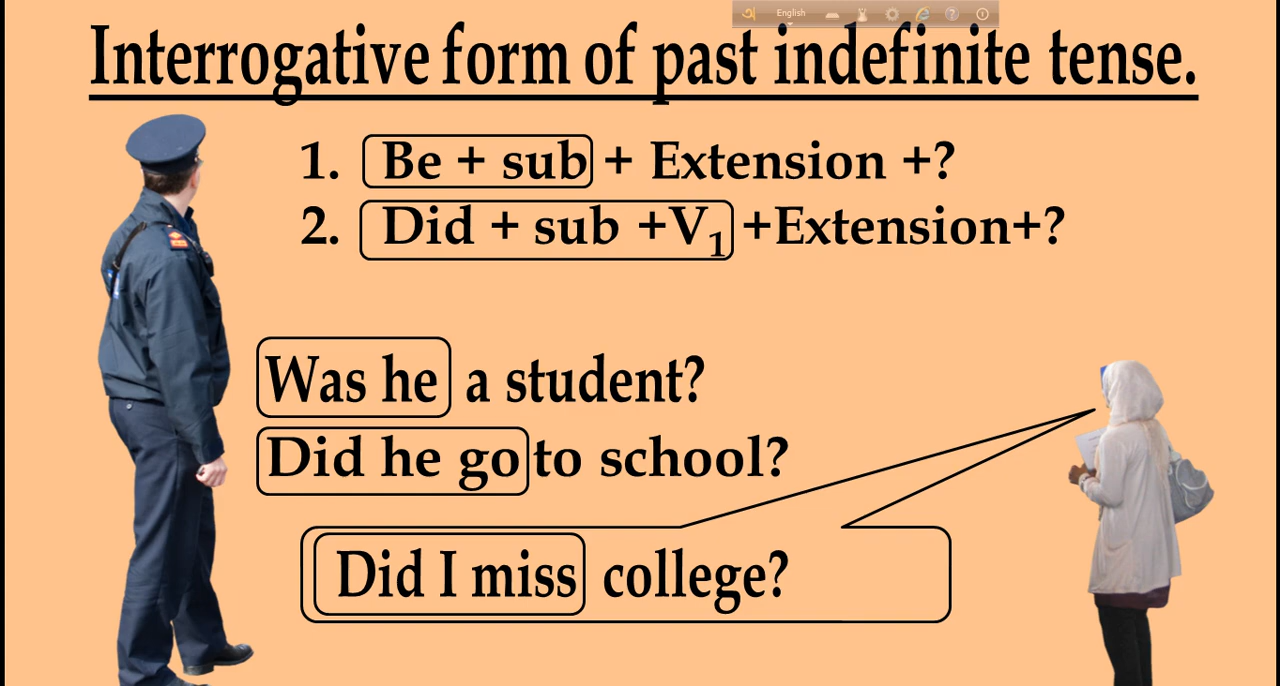 English
Interrogative form of past indefinite tense.
1. Be + sub + Extension +?
2. Did + sub +V₁ +Extension+?
Was he a student?
Did he go to school?
Did I miss college?